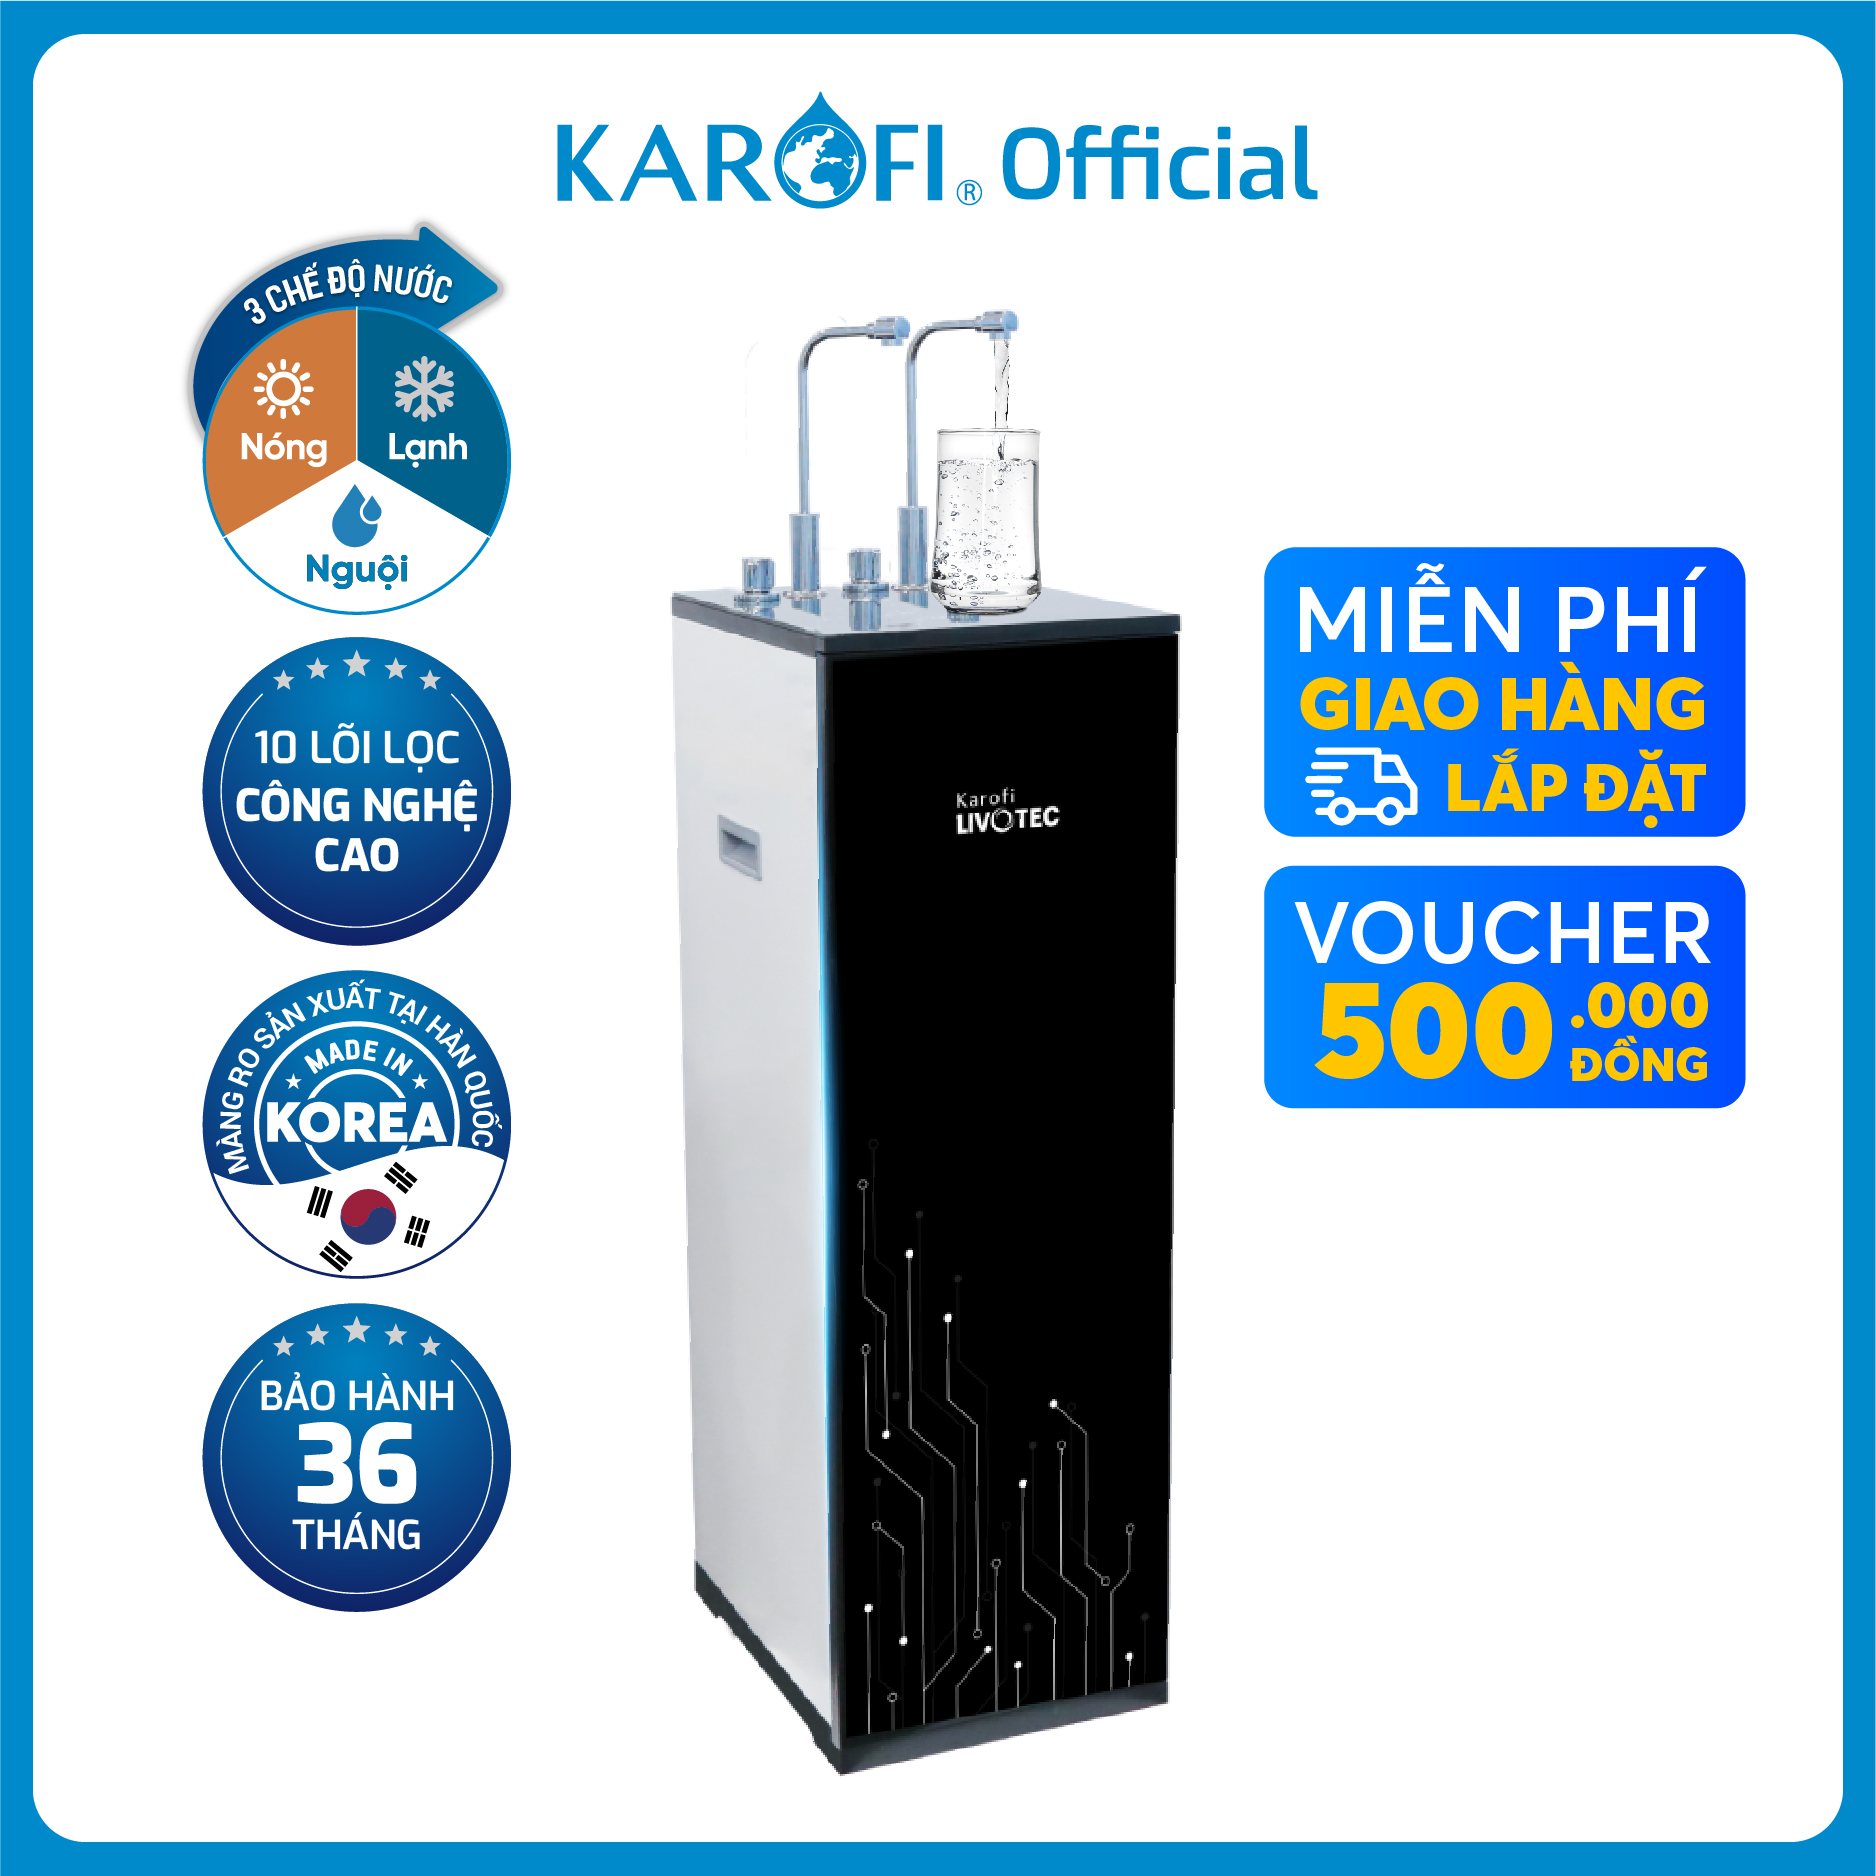 KAROFI® Official
3 CHẾ ĐỘ NƯỚC
Nóng
Lạnh
Nguội
10 LÕI LỌC
CÔNG NGHỆ
CAO
MÀNG RO SẢN XUẤT TẠI HÀN QUỐC
MADE IN
KOREA
BẢO HÀNH
36
THÁNG
Karofi
LIVOTEC
MIỄN PHÍ
GIAO HÀNG
LẮP ĐẶT
VOUCHER
500.000
ĐỒNG